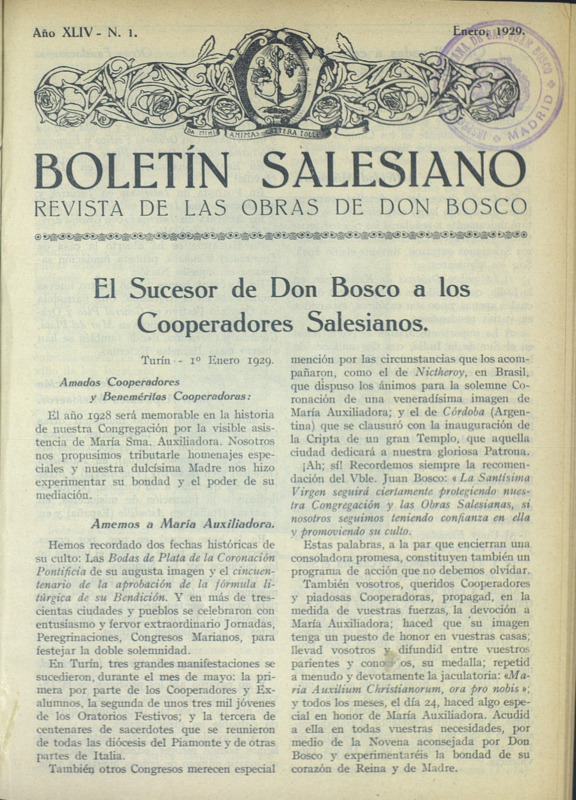 Año XLIV - N. 1.
Enero, 1929.
DA MIHI ANIMAS CÆTERA TOLLE
MADRID
BOLETÍN SALESIANO
REVISTA DE LAS OBRAS DE DON BOSCO
El Sucesor de Don Bosco a los
Cooperadores Salesianos.
Turín - 1º Enero 1929.
Amados Cooperadores
y Beneméritas Cooperadoras:
El año 1928 será memorable en la historia
de nuestra Congregación por la visible asis-
tencia de María Sma. Auxiliadora. Nosotros
nos propusimos tributarle homenajes espe-
ciales y nuestra dulcísima Madre nos hizo
experimentar su bondad y el poder de su
mediación.
Amemos a María Auxiliadora.
Hemos recordado dos fechas históricas de
su culto: Las Bodas de Plata de la Coronación
Pontificia de su augusta imagen y el cincuen-
tenario de la aprobación de la fórmula li-
túrgica de su Bendición. Y en más de tres-
cientas ciudades y pueblos se celebraron con
entusiasmo y fervor extraordinario Jornadas,
Peregrinaciones, Congresos Marianos, para
festejar la doble solemnidad.
En Turín, tres grandes manifestaciones se
sucedieron, durante el mes de mayo: la pri-
mera por parte de los Cooperadores y Ex-
alumnos, la segunda de unos tres mil jóvenes
de los Oratorios Festivos; y la tercera de
centenares de sacerdotes que se reunieron
de todas las diócesis del Piamonte y de otras
partes de Italia.
También otros Congresos merecen especial
mención por las circunstancias que los acom-
pañaron, como el de Nictheroy, en Brasil,
que dispuso los ánimos para la solemne Co-
ronación de una veneradísima imagen de
María Auxiliadora; y el de Córdoba (Argen-
tina) que se clausuró con la inauguración de
la Cripta de un gran Templo, que aquella
ciudad dedicará a nuestra gloriosa Patrona.
¡Ah; sí! Recordemos siempre la recomen-
dación del Vble. Juan Bosco: « La Santísima
Virgen seguirá ciertamente protegiendo nues-
tra Congregación y las Obras Salesianas, si
nosotros seguimos teniendo confianza en ella
y promoviendo su culto.
Estas palabras, a la par que encierran una
consoladora promesa, constituyen también un
programa de acción que no debemos olvidar.
También vosotros, queridos Cooperadores
y piadosas Cooperadoras, propagad, en la
medida de vuestras fuerzas, la devoción a
María Auxiliadora; haced que su imagen
tenga un puesto de honor en vuestras casas;
llevad vosotros y difundid entre vuestros
parientes y cono os, su medalla; repetid
a menudo y devotamente la jaculatoria: «Ma-
ria Auxilium Christianorum, ora pro nobis »;
y todos los meses, el día 24, haced algo espe-
cial en honor de María Auxiliadora. Acudid
a ella en todas vuestras necesidades, por
medio de la Novena aconsejada por Don
Bosco y experimentaréis la bondad de su
corazón de Reina y de Madre.